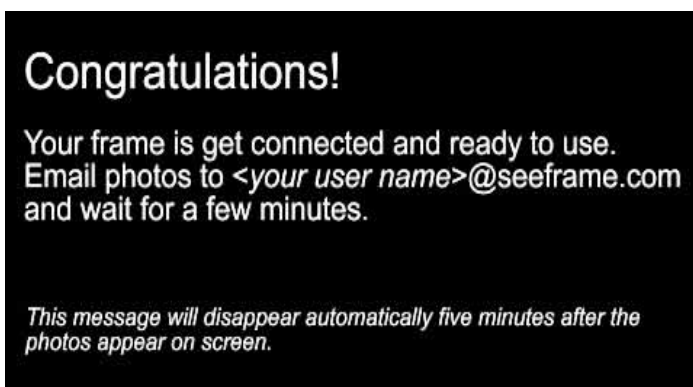 Congratulations!
Your frame is get connected and ready to use.
Email photos to <your user name>@seeframe.com
and wait for a few minutes.
This message will disappear automatically five minutes after the
photos appear on screen.